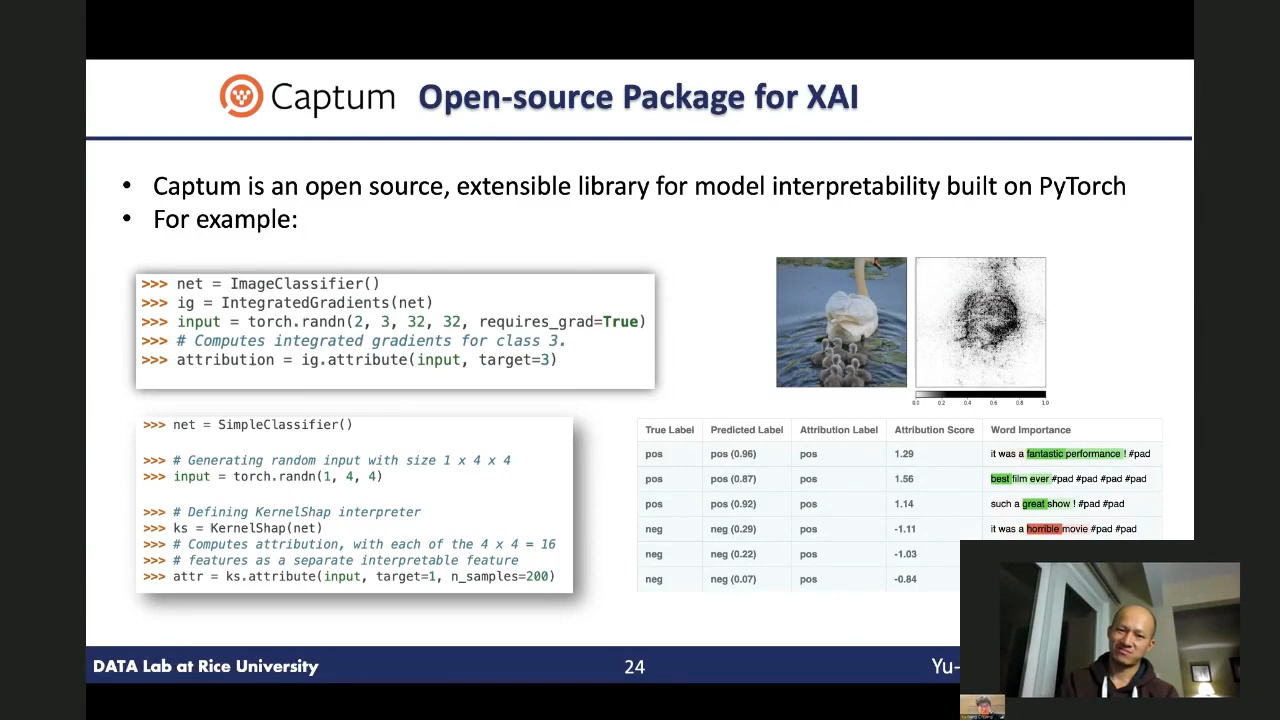 Captum Open-source Package for XAI
• Captum is an open source, extensible library for model interpretability built on PyTorch
• For example:
>>> net = ImageClassifier()
>>> ig = IntegratedGradients(net)
>>> input = torch.randn(2, 3, 32, 32, requires_grad=True)
>>> # Computes integrated gradients for class 3.
>>> attribution = ig.attribute(input, target=3)
0.0 0.2 0.4 0.6 0.8 1.0
>>> net = SimpleClassifier()
>>> # Generating random input with size 1 x 4 x 4
>>> input = torch.randn(1, 4, 4)
>>> # Defining KernelShap interpreter
>>> ks = KernelShap(net)
>>> # Computes attribution, with each of the 4 x 4 = 16
>>> # features as a separate interpretable feature
>>> attr = ks.attribute(input, target=1, n_samples=200)
True Label Predicted Label Attribution Label Attribution Score Word Importance
pos pos (0.96) pos 1.29 it was a fantastic performance ! #pad
pos pos (0.87) pos 1.56 best film ever #pad #pad #pad #pad
pos pos (0.92) pos 1.14 such a great show ! #pad #pad
neg neg (0.29) pos -1.11 it was a horrible movie #pad #pad
neg neg (0.22) pos -1.03
neg neg (0.07) pos -0.84
DATA Lab at Rice University 24 Yu-